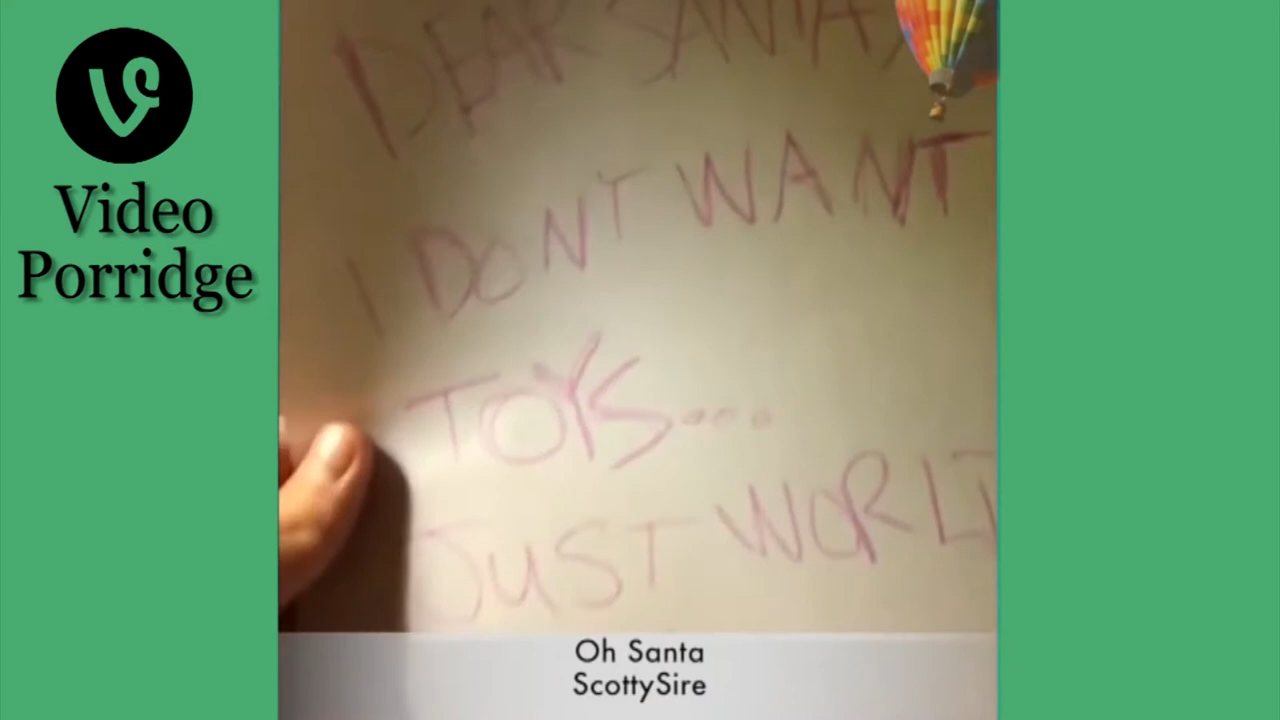 Video
Porridge
DEAR SANTA,
I DONT WANT
TOYS....
JUST WORL
Oh Santa
ScottySire